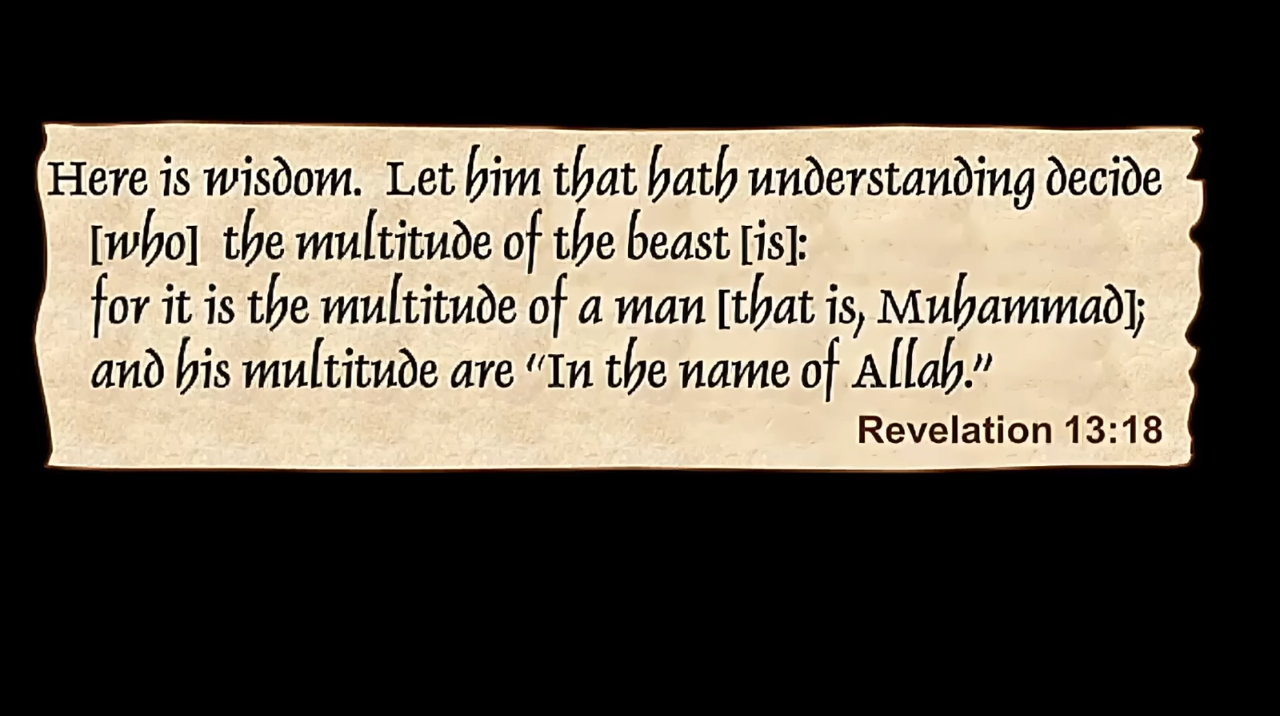 Here is wisdom. Let him that hath understanding decide
[who] the multitude of the beast [is]:
for it is the multitude of a man [that is, Muhammad];
and his multitude are “In the name of Allah.”
Revelation 13:18